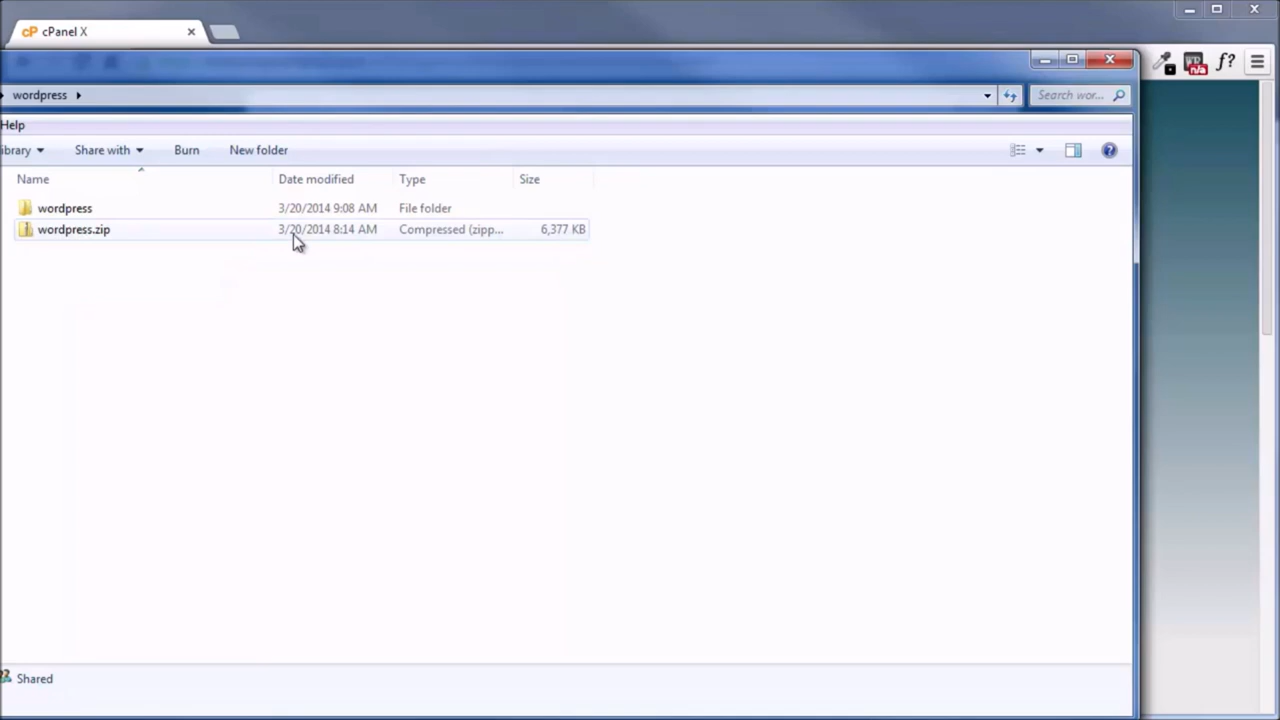 cP cPanel X
wordpress
Search wor...
Help
ibrary Share with Burn New folder
Name Date modified Type Size
wordpress 3/20/2014 9:08 AM File folder
wordpress.zip 3/20/2014 8:14 AM Compressed (zipp... 6,377 KB
Shared
n/a
f?